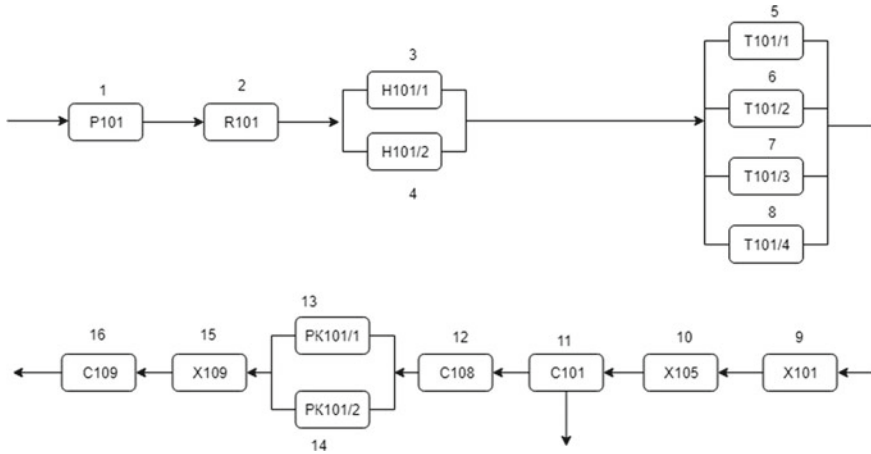 5
T101/1
3
6
1
2
H101/1
T101/2
P101
R101
7
H101/2
T101/3
4
8
T101/4
13
16
15
PK101/1
12
11
10
9
C109
X109
C108
C101
X105
X101
PK101/2
14